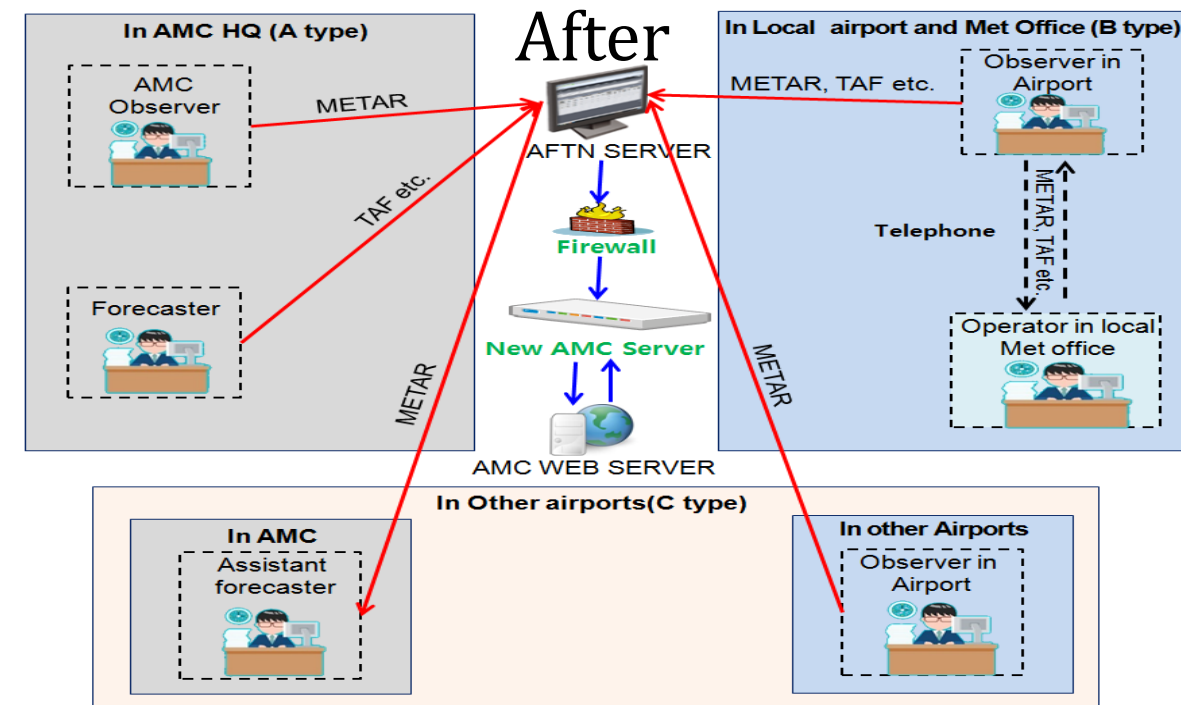 After
In AMC HQ (A type)
AMC
Observer
METAR
TAF etc.
Forecaster
METAR
AFTN SERVER
Firewall
New AMC Server
AMC WEB SERVER
In Local airport and Met Office (B type)
METAR, TAF etc.
Observer in
Airport
Telephone
METAR, TAF etc.
Operator in local
Met office
METAR
In Other airports(C type)
In AMC
Assistant
forecaster
In other Airports
Observer in
Airport